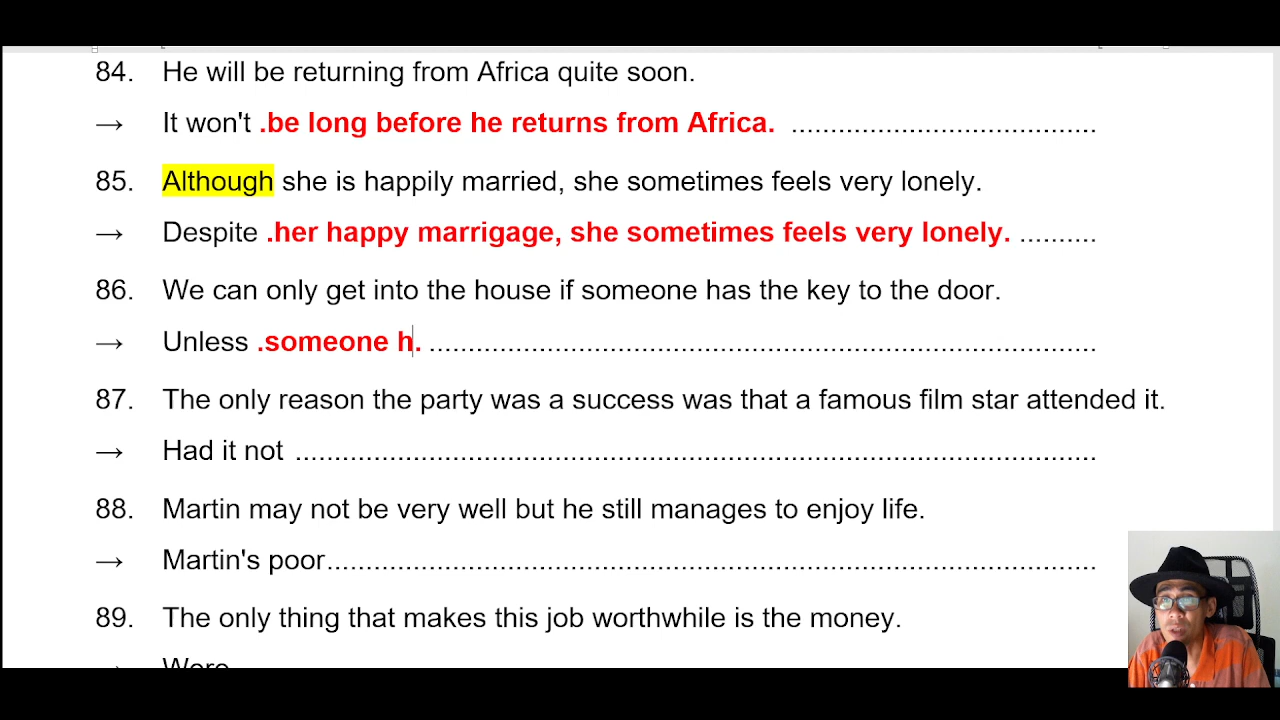 84. He will be returning from Africa quite soon.
→ It won't .be long before he returns from Africa. .......................................
85. Although she is happily married, she sometimes feels very lonely.
→ Despite .her happy marrigage, she sometimes feels very lonely. ..........
86. We can only get into the house if someone has the key to the door.
→ Unless .someone h. ......................................................................................
87. The only reason the party was a success was that a famous film star attended it.
→ Had it not .......................................................................................................
88. Martin may not be very well but he still manages to enjoy life.
→ Martin's poor...................................................................................................
89. The only thing that makes this job worthwhile is the money.
→ Were